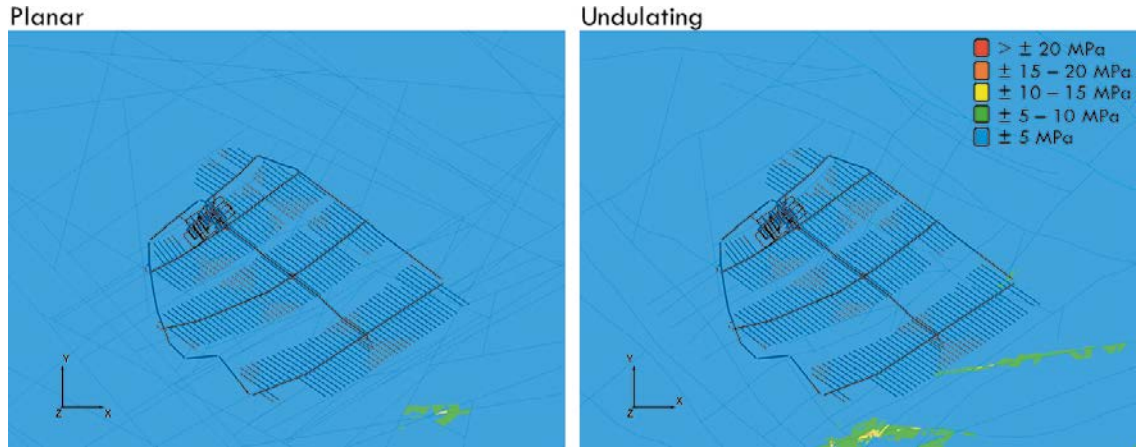 Planar
Undulating
> ± 20 MPa
± 15 – 20 MPa
± 10 – 15 MPa
± 5 – 10 MPa
± 5 MPa
Y
Z
X
Y
Z
X